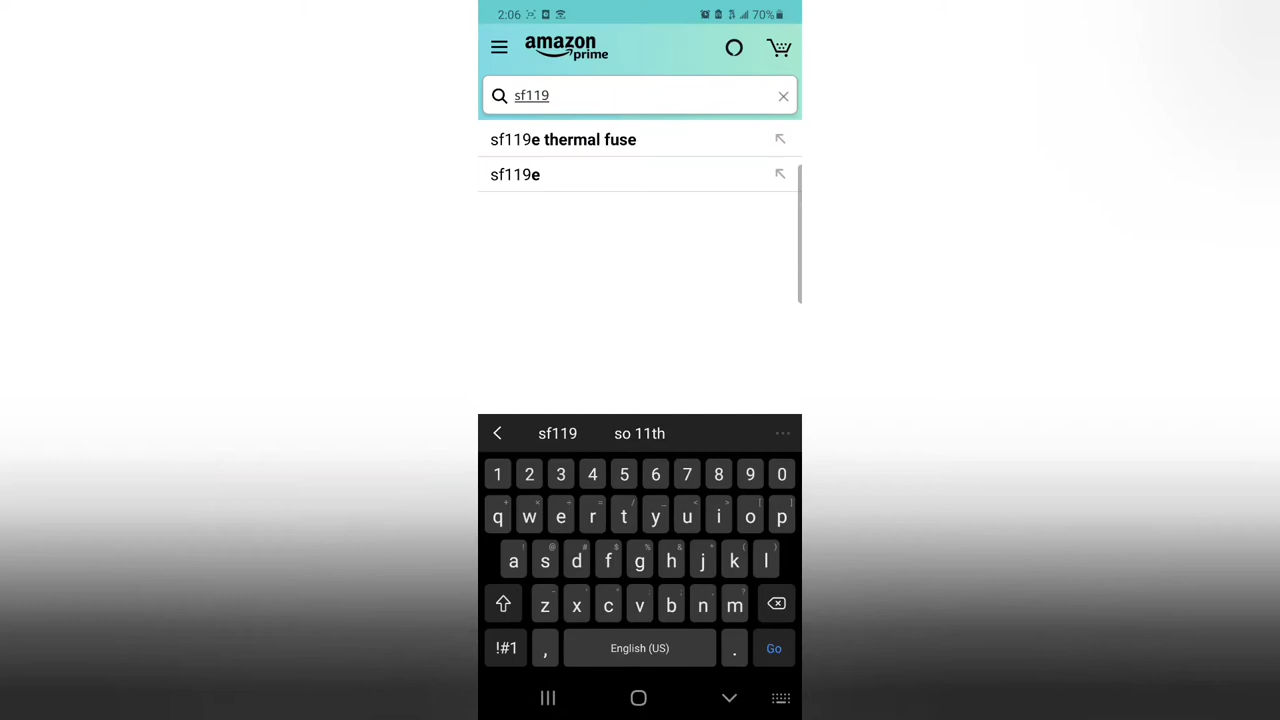 2:06 70%
amazon
prime
sf119
sf119e thermal fuse
sf119e
sf119 so 11th ...
1 2 3 4 5 6 7 8 9 0
q w e r t y u i o p
a s d f g h j k l
z x c v b n m
!#1 , English (US) . Go